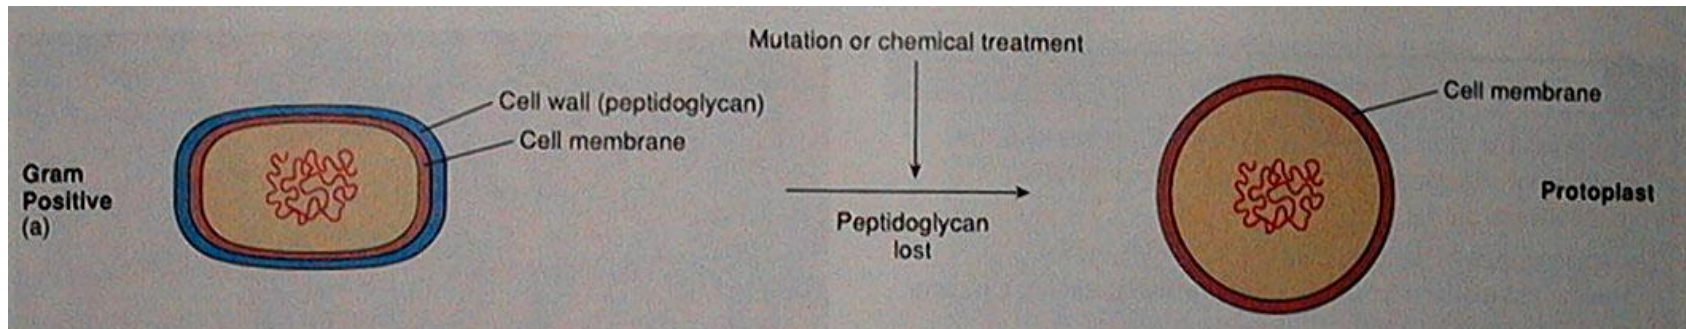 Mutation or chemical treatment
Cell wall (peptidoglycan)
Cell membrane
Gram
Positive
(a)
Peptidoglycan
lost
Cell membrane
Protoplast